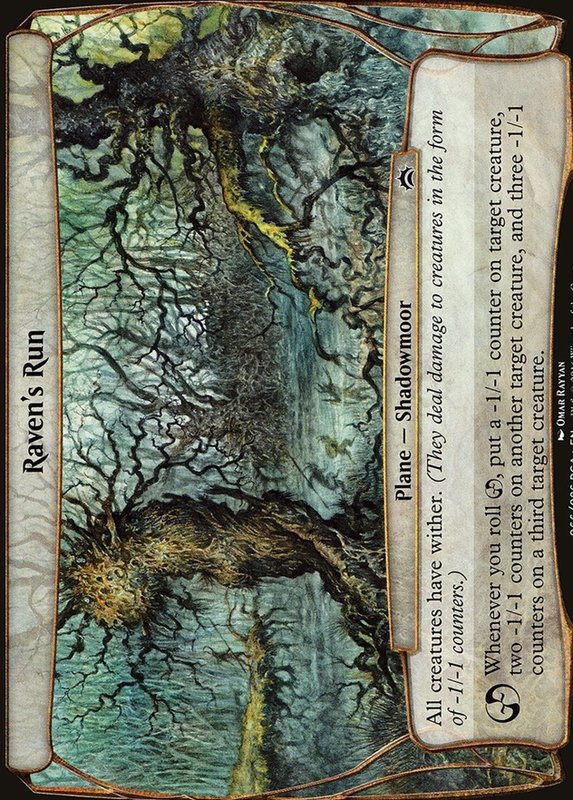 Raven's Run
Plane — Shadowmoor
All creatures have wither. (They deal damage to creatures in the form
of -1/-1 counters.)
Whenever you roll , put a -1/-1 counter on target creature,
two -1/-1 counters on another target creature, and three -1/-1
counters on a third target creature.
Omar Rayyan